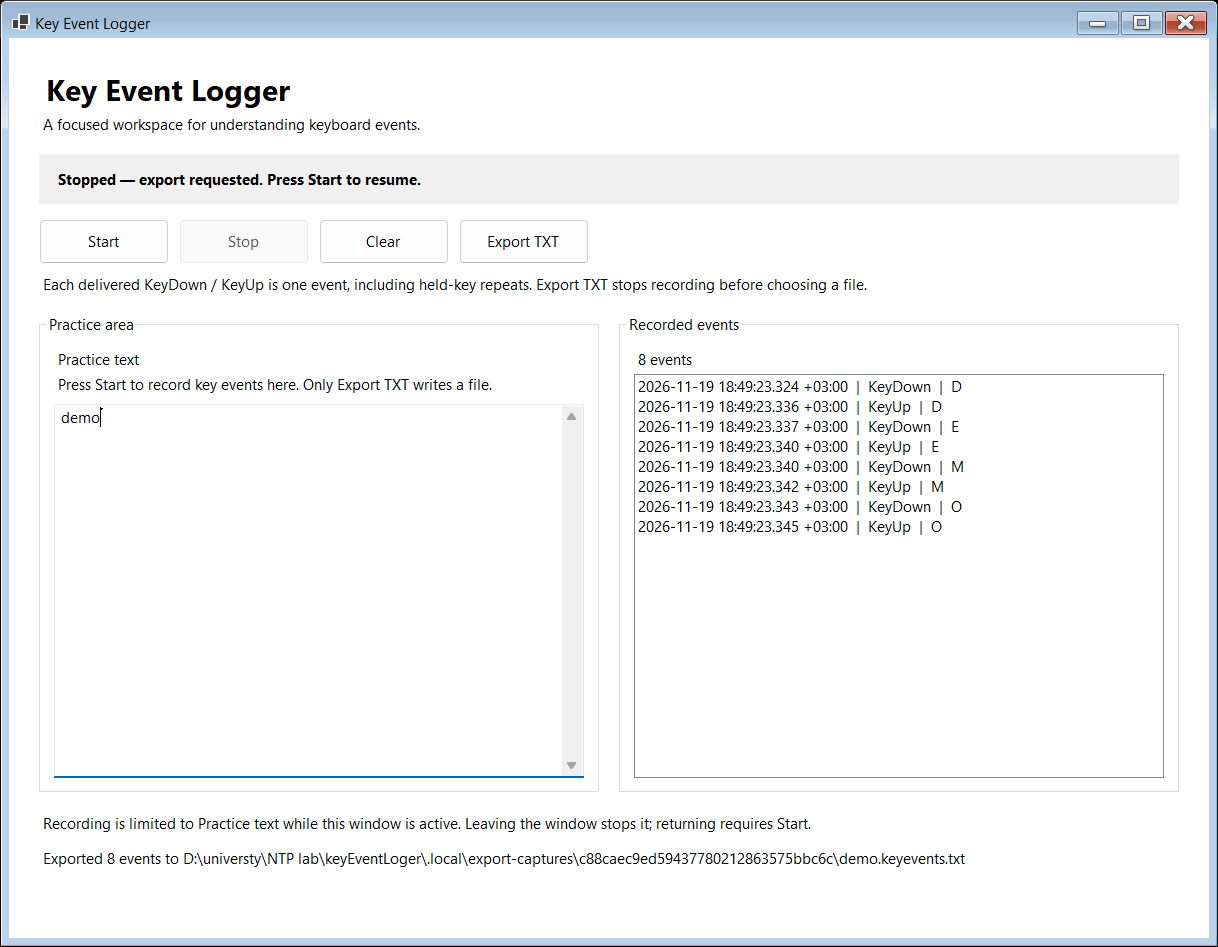 Key Event Logger
Key Event Logger
A focused workspace for understanding keyboard events.
Stopped — export requested. Press Start to resume.
Start
Stop
Clear
Export TXT
Each delivered KeyDown / KeyUp is one event, including held-key repeats. Export TXT stops recording before choosing a file.
Practice area
Practice text
Press Start to record key events here. Only Export TXT writes a file.
demo
Recorded events
8 events
2026-11-19 18:49:23.324 +03:00 | KeyDown | D
2026-11-19 18:49:23.336 +03:00 | KeyUp | D
2026-11-19 18:49:23.337 +03:00 | KeyDown | E
2026-11-19 18:49:23.340 +03:00 | KeyUp | E
2026-11-19 18:49:23.340 +03:00 | KeyDown | M
2026-11-19 18:49:23.342 +03:00 | KeyUp | M
2026-11-19 18:49:23.343 +03:00 | KeyDown | O
2026-11-19 18:49:23.345 +03:00 | KeyUp | O
Recording is limited to Practice text while this window is active. Leaving the window stops it; returning requires Start.
Exported 8 events to D:\universty\NTP lab\keyEventLoger\.local\export-captures\c88caec9ed59437780212863575bbc6c\demo.keyevents.txt